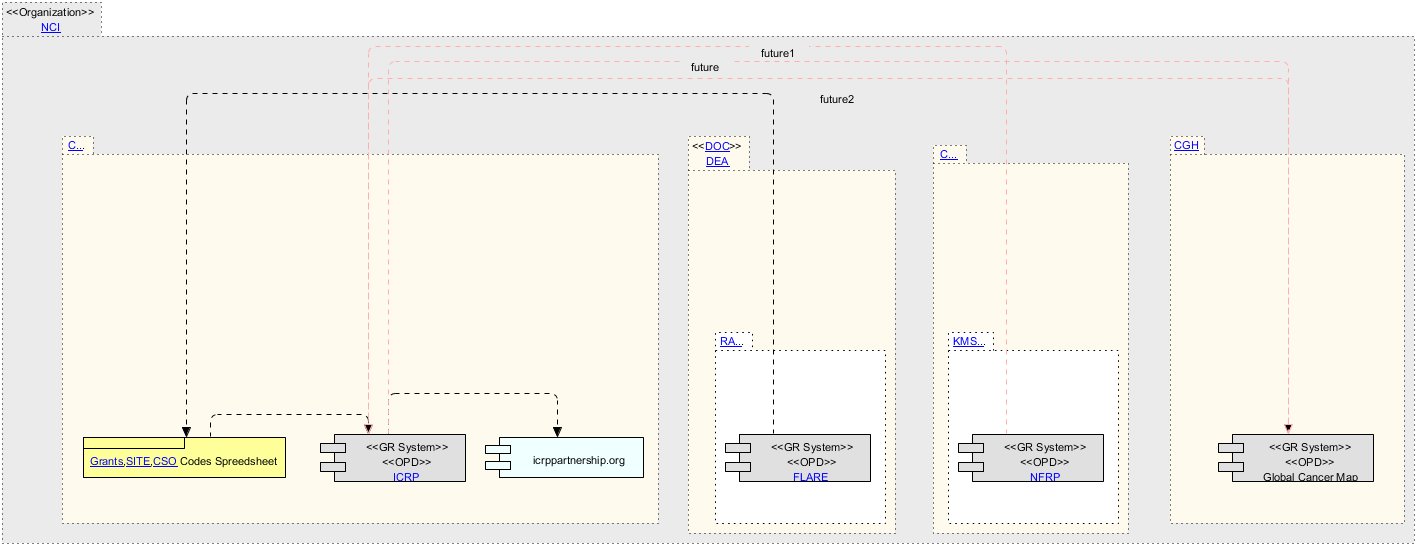 <<Organization>>
NCI
future1
future
future2
C...
<<DOC>>
DEA
C...
CGH
RA...
KMS...
Grants,SITE,CSO Codes Spreedsheet
<<GR System>>
<<OPD>>
ICRP
icrppartnership.org
<<GR System>>
<<OPD>>
FLARE
<<GR System>>
<<OPD>>
NFRP
<<GR System>>
<<OPD>>
Global Cancer Map